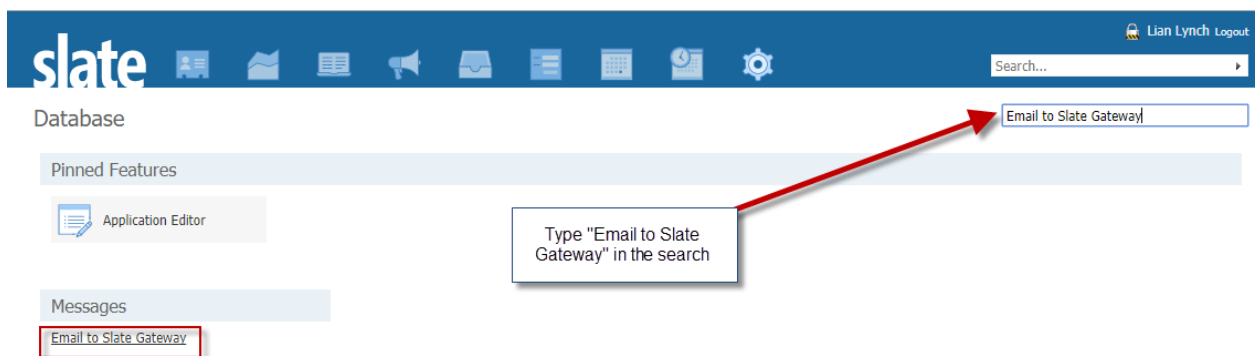 slate
Lian Lynch Logout
Search...
Database
Email to Slate Gateway
Pinned Features
Application Editor
Type "Email to Slate
Gateway" in the search
Messages
Email to Slate Gateway